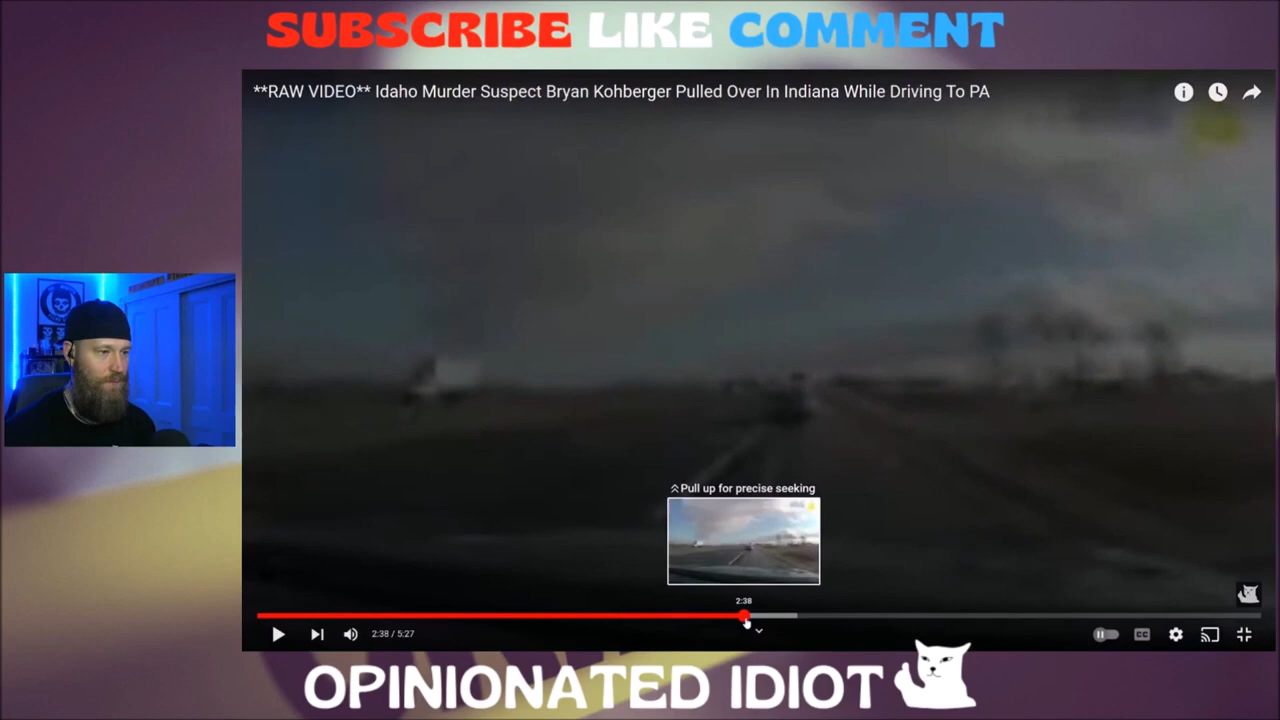 SUBSCRIBE LIKE COMMENT
**RAW VIDEO** Idaho Murder Suspect Bryan Kohberger Pulled Over In Indiana While Driving To PA
Pull up for precise seeking
2:38
2:38 / 5:27
CC
OPINIONATED IDIOT